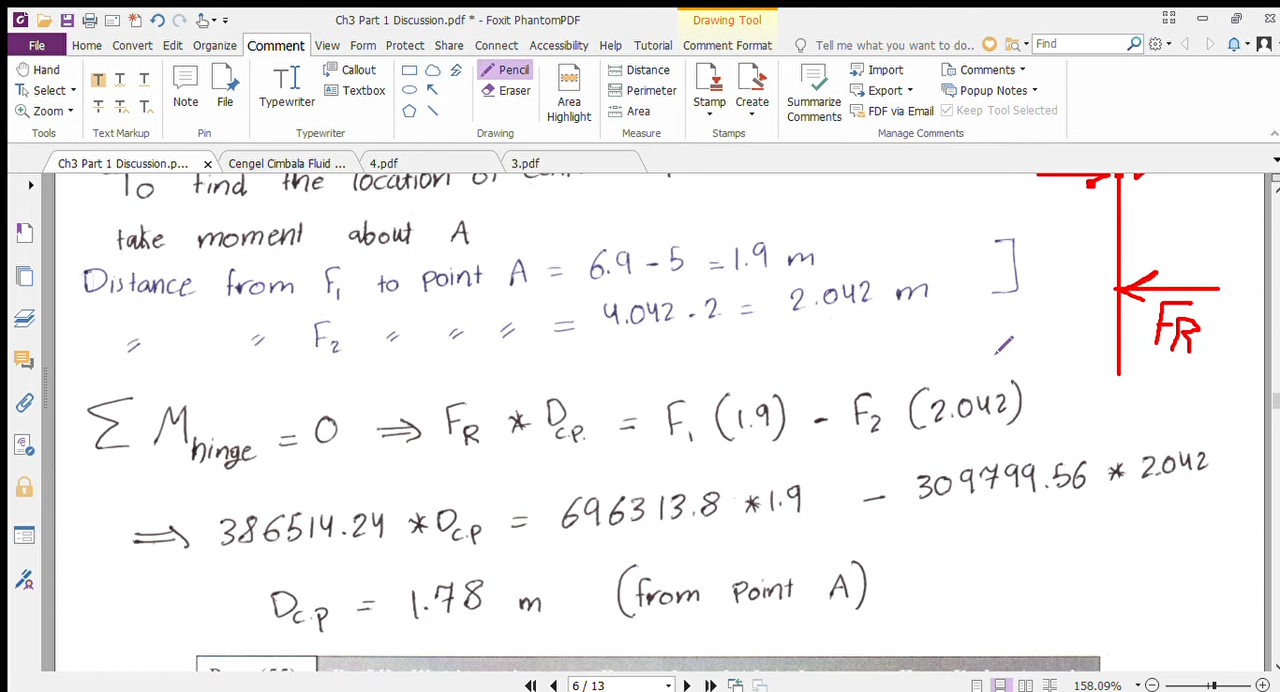 Ch3 Part 1 Discussion.pdf * - Foxit PhantomPDF
Drawing Tool
File Home Convert Edit Organize Comment View Form Protect Share Connect Accessibility Help Tutorial Comment Format Tell me what you want to do.. Find
Hand
Select
Zoom
Tools
T T T
T T T
Text Markup
Note
File
Pin
Typewriter
Callout
Textbox
Typewriter
Pencil
Eraser
Drawing
Area Highlight
Distance
Perimeter
Area
Measure
Stamp
Create
Stamps
Summarize Comments
Import
Export
FDF via Email
Comments
Popup Notes
Keep Tool Selected
Manage Comments
Ch3 Part 1 Discussion.p... × Cengel Cimbala Fluid ... 4.pdf 3.pdf
To find the location of
take moment about A
Distance from F₁ to point A = 6.9 - 5 = 1.9 m
〃 〃 F₂ 〃 〃 〃 = 4.042 - 2 = 2.042 m
FR
∑ M hinge = 0 ⇒ FR * Dc.p. = F₁ (1.9) - F₂ (2.042)
⇒ 386514.24 * Dc.p = 696313.8 * 1.9 - 309799.56 * 2.042
Dc.p = 1.78 m (from point A)
6 / 13
158.09%